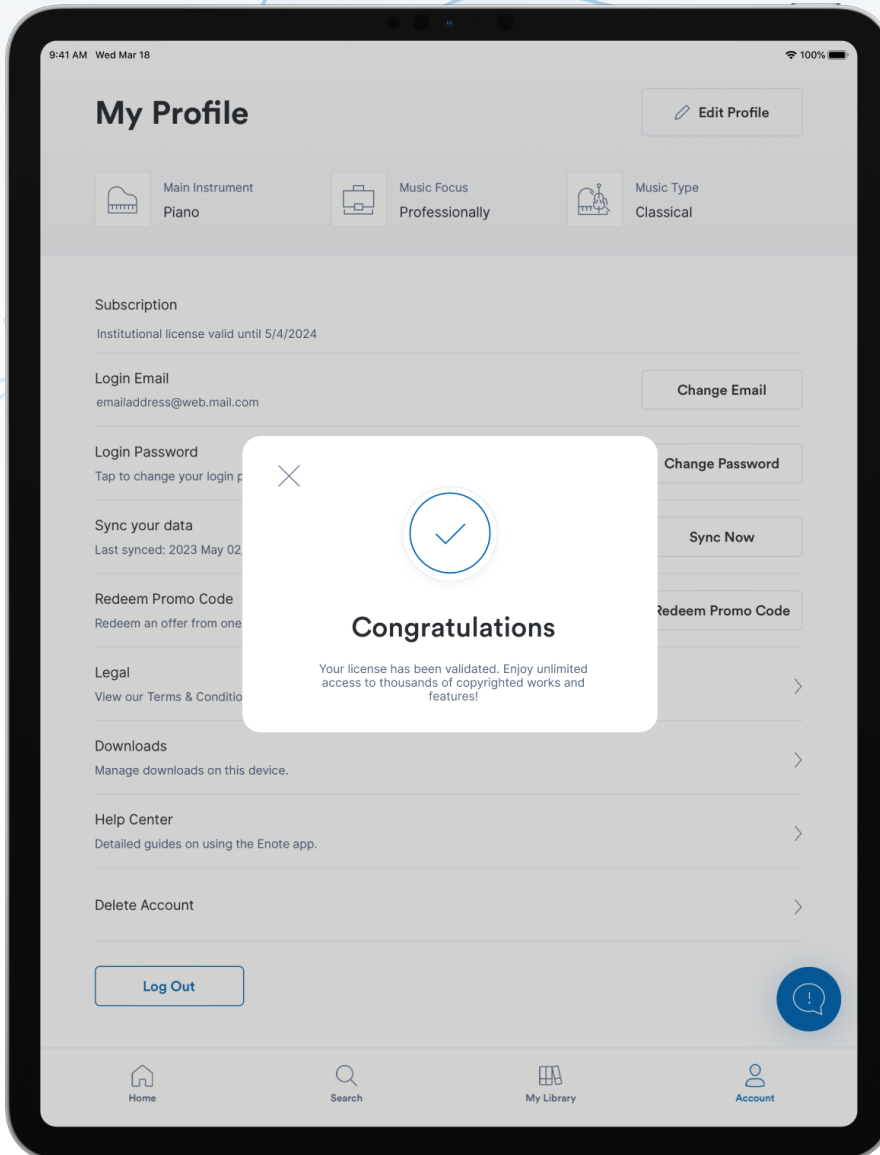 9:41 AM Wed Mar 18
100%
My Profile
Edit Profile
Main Instrument
Piano
Music Focus
Professionally
Music Type
Classical
Subscription
Institutional license valid until 5/4/2024
Login Email
emailaddress@web.mail.com
Change Email
Login Password
Tap to change your login p
Change Password
Sync your data
Last synced: 2023 May 02
Sync Now
Redeem Promo Code
Redeem an offer from one
Redeem Promo Code
Legal
View our Terms & Conditio
Congratulations
Your license has been validated. Enjoy unlimited
access to thousands of copyrighted works and
features!
Downloads
Manage downloads on this device.
Help Center
Detailed guides on using the Enote app.
Delete Account
Log Out
Home
Search
My Library
Account